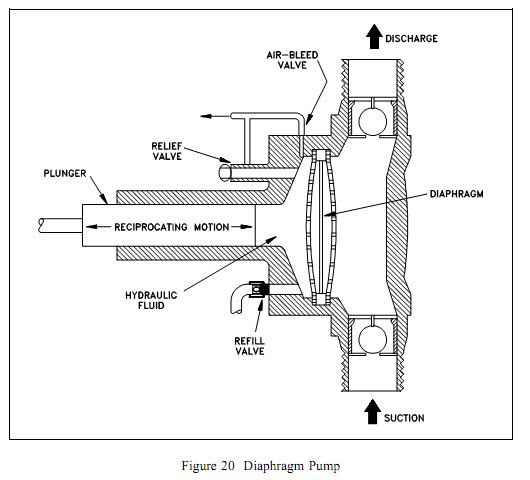 DISCHARGE
AIR-BLEED
VALVE
RELIEF
VALVE
PLUNGER
DIAPHRAGM
RECIPROCATING MOTION
HYDRAULIC
FLUID
REFILL
VALVE
SUCTION
Figure 20 Diaphragm Pump